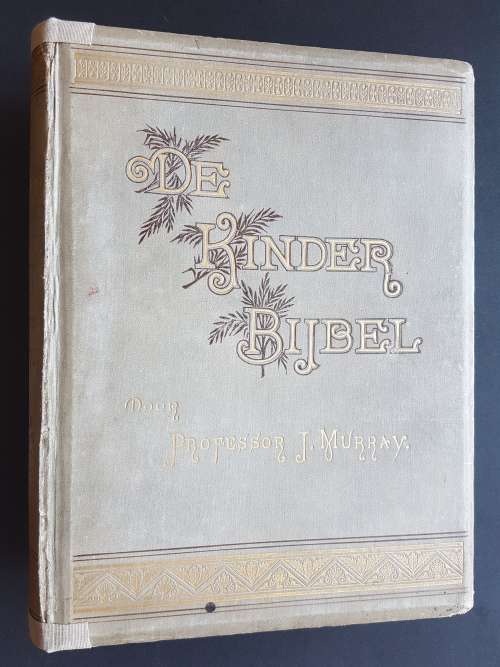 DE
KINDER
BIJBEL
DOOR
PROFESSOR J. MURRAY.